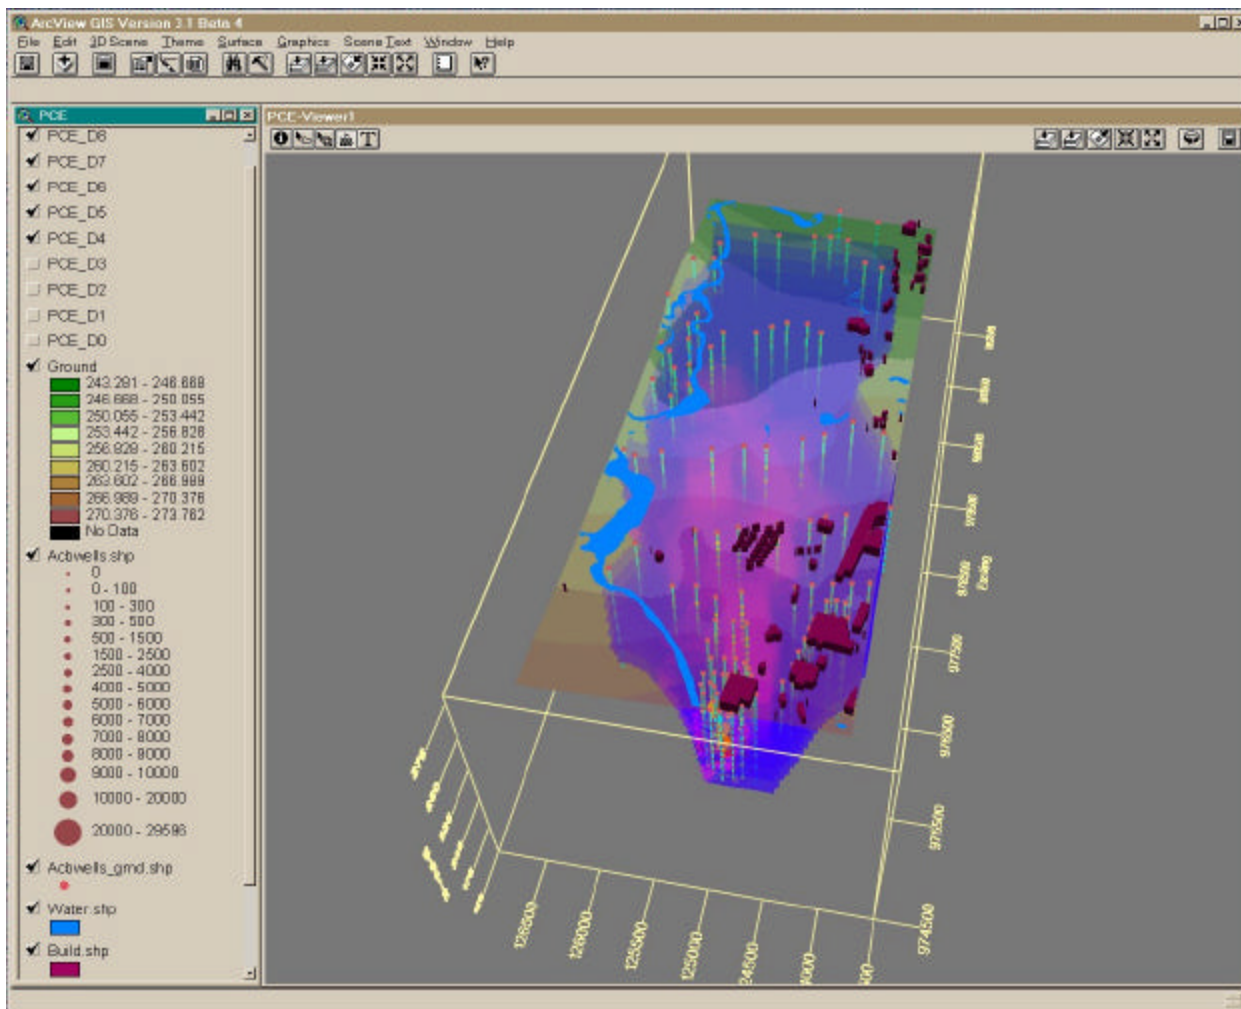 ArcView GIS Version 3.1 Beta 4
File Edit 3D Scene Theme Surface Graphics Scene Text Window Help
PCE
PCE_D8
PCE_D7
PCE_D6
PCE_D5
PCE_D4
PCE_D3
PCE_D2
PCE_D1
PCE_D0
Ground
243.281 - 246.668
246.668 - 250.055
250.055 - 253.442
253.442 - 256.828
256.828 - 260.215
260.215 - 263.602
263.602 - 266.989
266.989 - 270.376
270.376 - 273.762
No Data
Acbwells.shp
0
0 - 100
100 - 300
300 - 500
500 - 1500
1500 - 2500
2500 - 4000
4000 - 5000
5000 - 6000
6000 - 7000
7000 - 8000
8000 - 9000
9000 - 10000
10000 - 20000
20000 - 29596
Acbwells_grnd.shp
Water.shp
Build.shp
PCE-Viewer1
T
979500
978500
Easting
977500
976500
975500
974500
126500
126000
125500
125000
24500